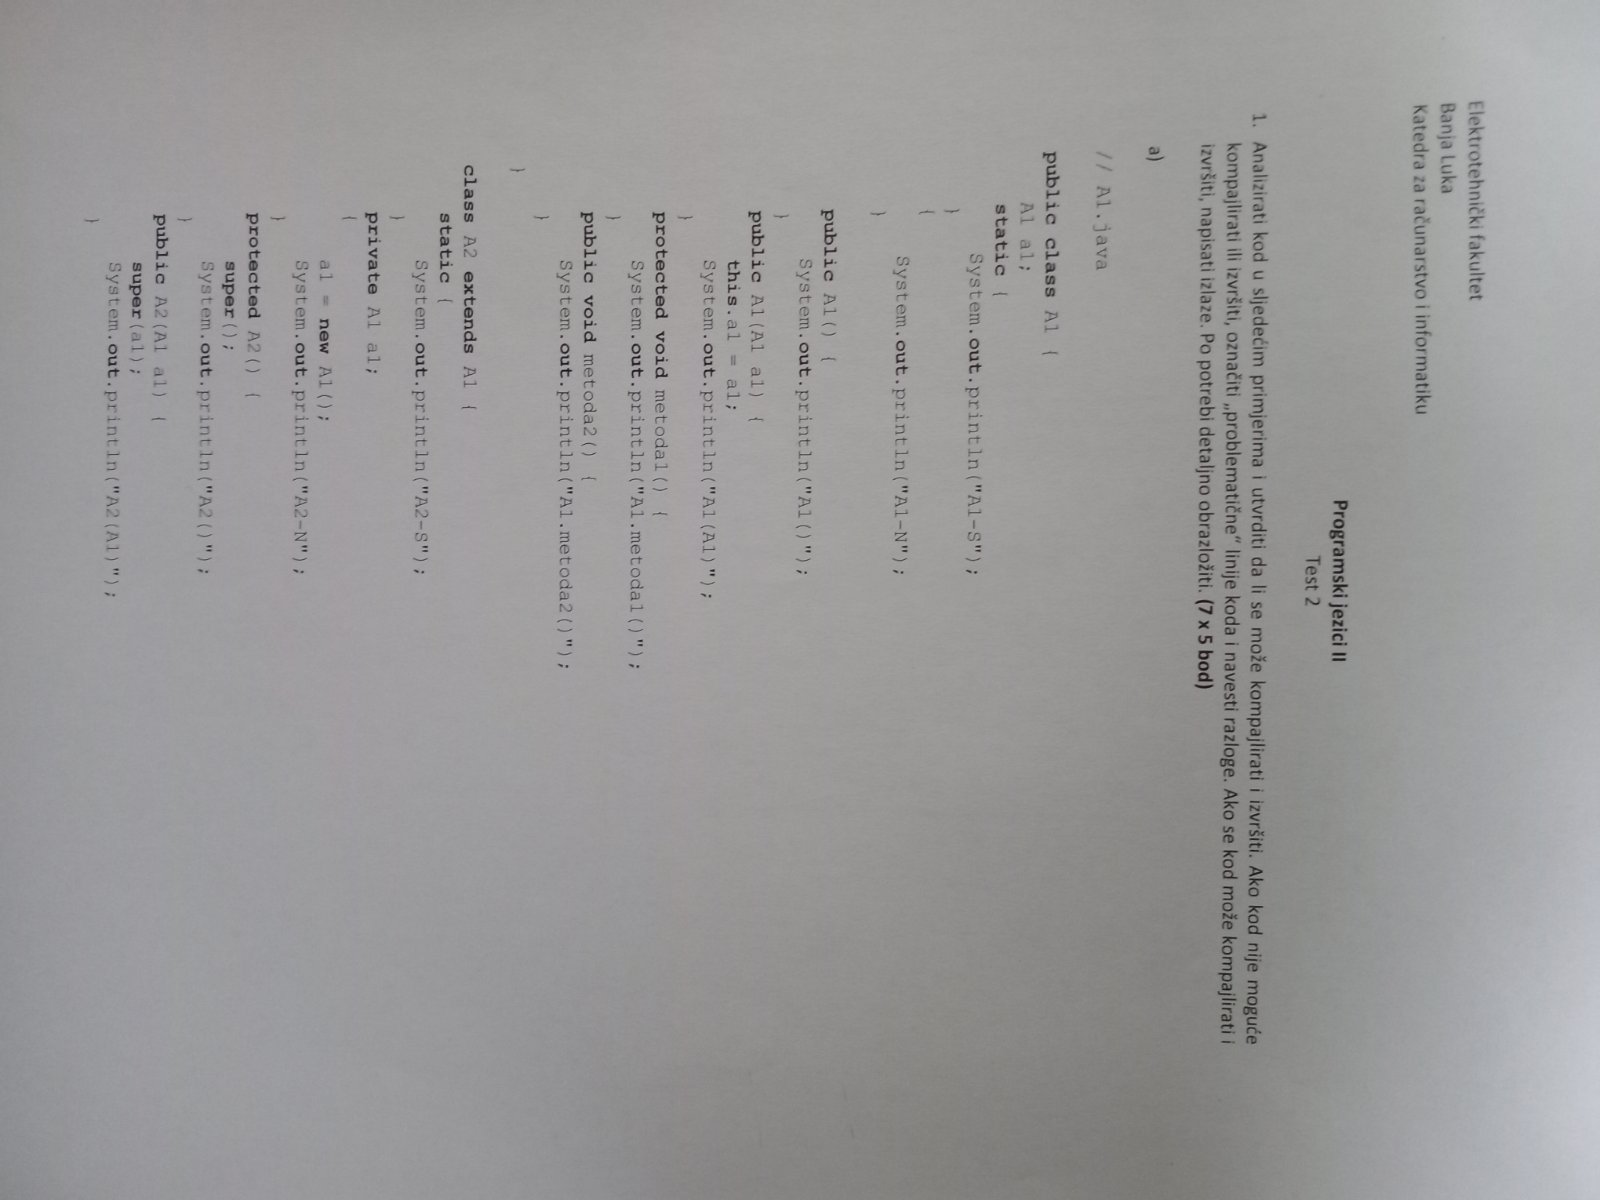 Elektrotehnički fakultet
Banja Luka
Katedra za računarstvo i informatiku
Programski jezici II
Test 2
1. Analizirati kod u sljedećim primjerima i utvrditi da li se može kompajlirati i izvršiti. Ako kod nije moguće
kompajlirati ili izvršiti, označiti „problematične“ linije koda i navesti razloge. Ako se kod može kompajlirati i
izvršiti, napisati izlaze. Po potrebi detaljno obrazložiti. (7 x 5 bod)
a)
// A1.java
public class A1 {
A1 a1;
static {
System.out.println("A1-S");
}
{
System.out.println("A1-N");
}
public A1() {
System.out.println("A1()");
}
public A1(A1 a1) {
this.a1 = a1;
System.out.println("A1(A1)");
}
protected void metoda1() {
System.out.println("A1.metoda1()");
}
public void metoda2() {
System.out.println("A1.metoda2()");
}
}
class A2 extends A1 {
static {
System.out.println("A2-S");
}
private A1 a1;
{
a1 = new A1();
System.out.println("A2-N");
}
protected A2() {
super();
System.out.println("A2()");
}
public A2(A1 a1) {
super(a1);
System.out.println("A2(A1)");
}